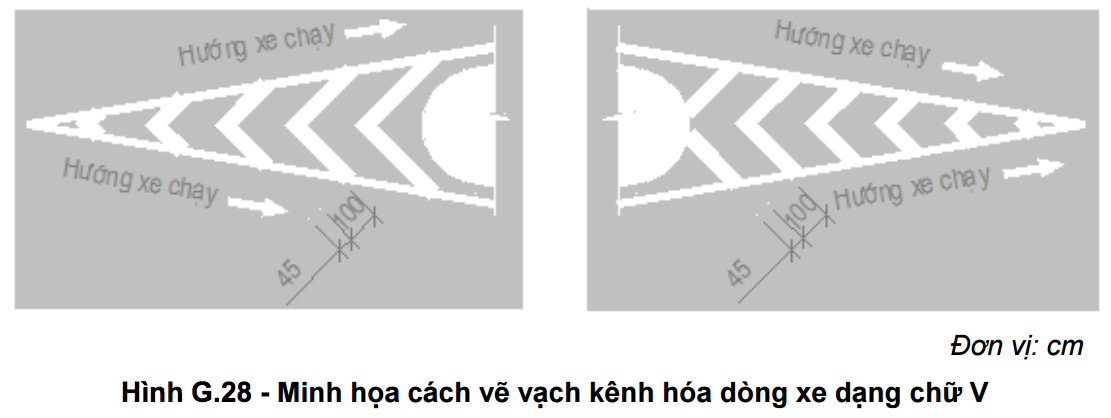 Hướng xe chạy
Hướng xe chạy
100
45
Hướng xe chạy
Hướng xe chạy
100
45
Đơn vị: cm
Hình G.28 - Minh họa cách vẽ vạch kênh hóa dòng xe dạng chữ V